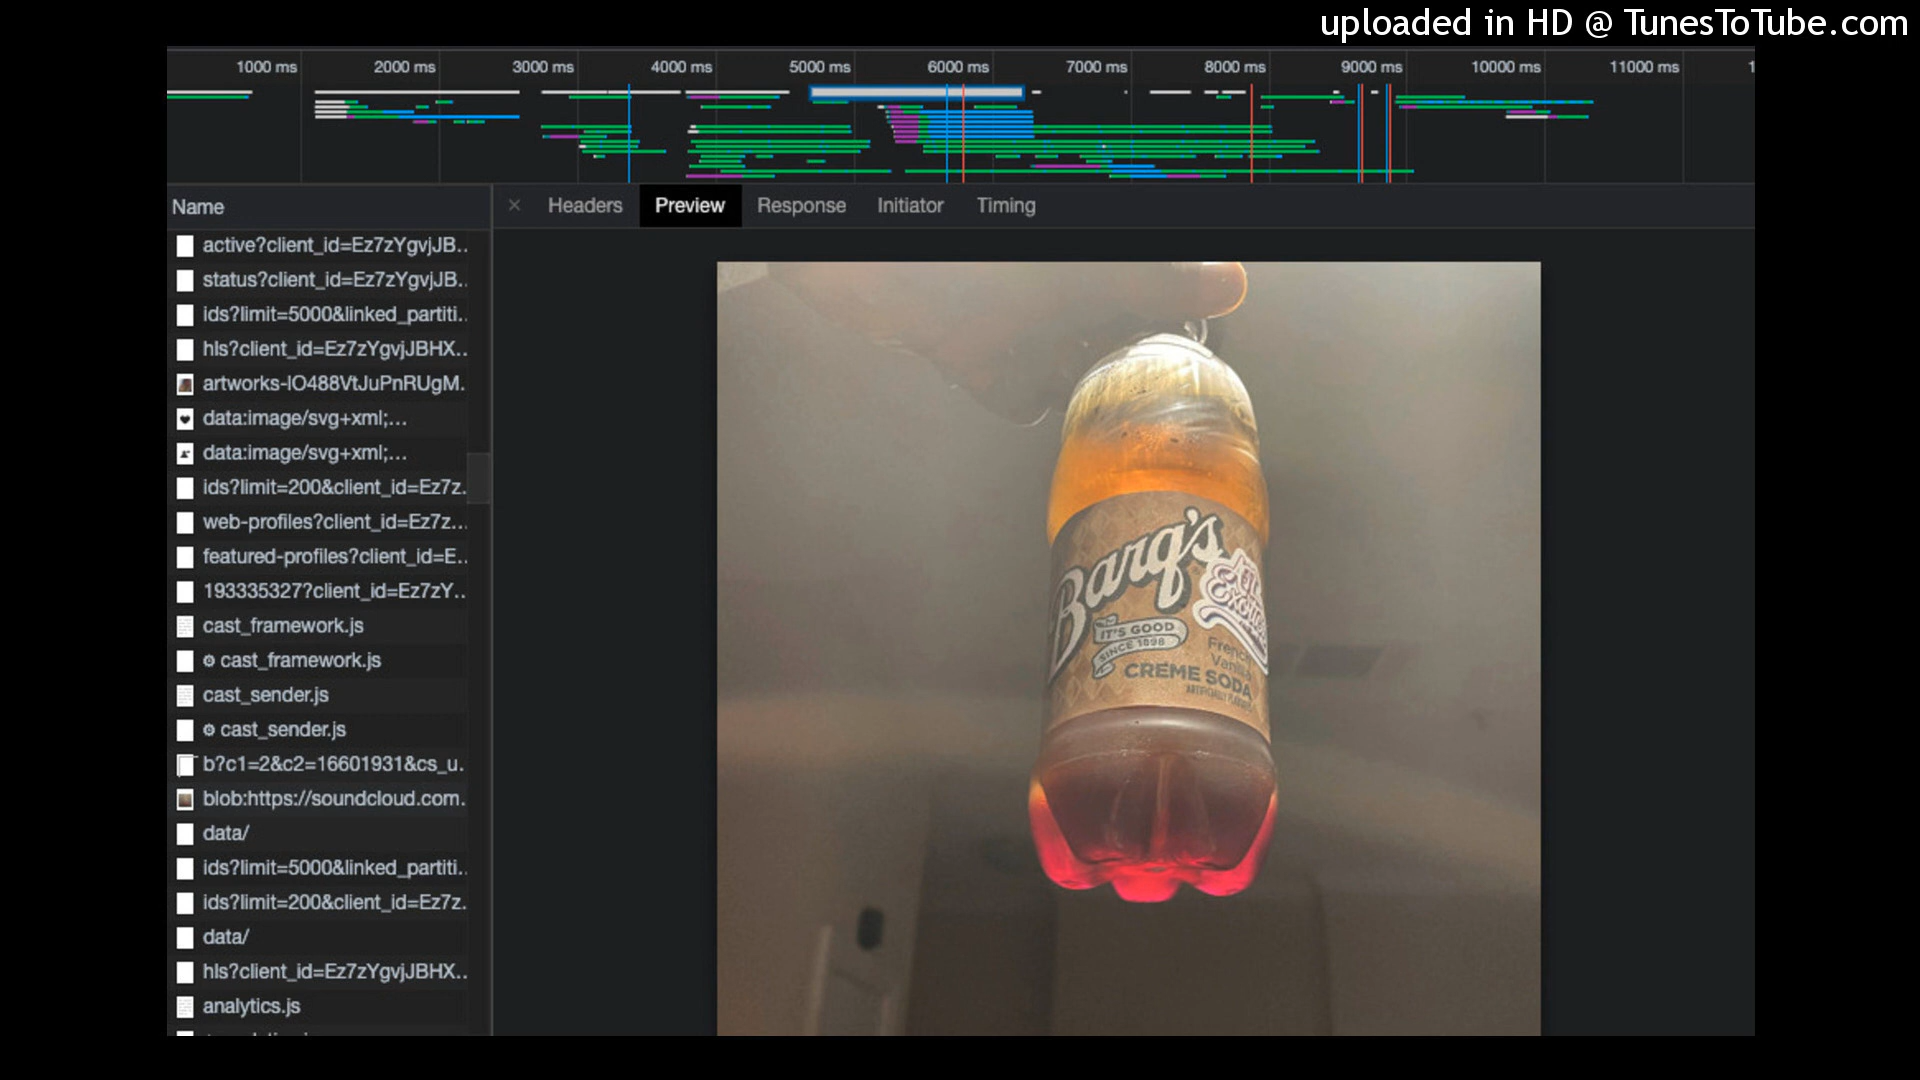 uploaded in HD @ TunesToTube.com
1000 ms 2000 ms 3000 ms 4000 ms 5000 ms 6000 ms 7000 ms 8000 ms 9000 ms 10000 ms 11000 ms 1
Name
× Headers Preview Response Initiator Timing
active?client_id=Ez7zYgvjJB..
status?client_id=Ez7zYgvjJB..
ids?limit=5000&linked_partiti..
hls?client_id=Ez7zYgvjJBHX..
artworks-IO488VtJuPnRUgM.
data:image/svg+xml;...
data:image/svg+xml;...
ids?limit=200&client_id=Ez7z.
web-profiles?client_id=Ez7z...
featured-profiles?client_id=E..
193335327?client_id=Ez7zY..
cast_framework.js
⚙ cast_framework.js
cast_sender.js
⚙ cast_sender.js
b?c1=2&c2=16601931&cs_u.
blob:https://soundcloud.com.
data/
ids?limit=5000&linked_partiti..
ids?limit=200&client_id=Ez7z.
data/
hls?client_id=Ez7zYgvjJBHX..
analytics.js
Barq's
IT'S GOOD
SINCE 1898
French
Vanilla
CRÈME SODA
ARTIFICIALLY